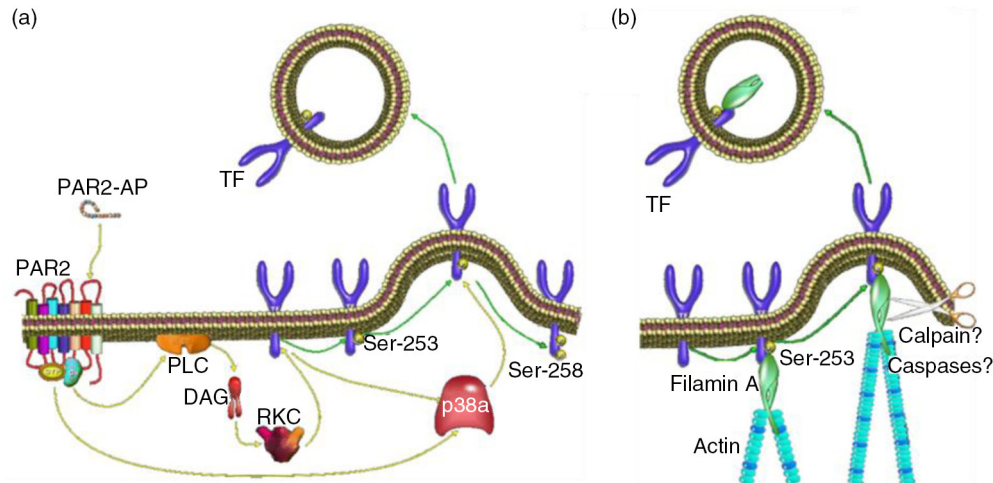 (a)
TF
PAR2-AP
PAR2
PLC
Ser-253
Ser-258
DAG
RKC
p38a
(b)
TF
Ser-253
Calpain?
Caspases?
Filamin A
Actin